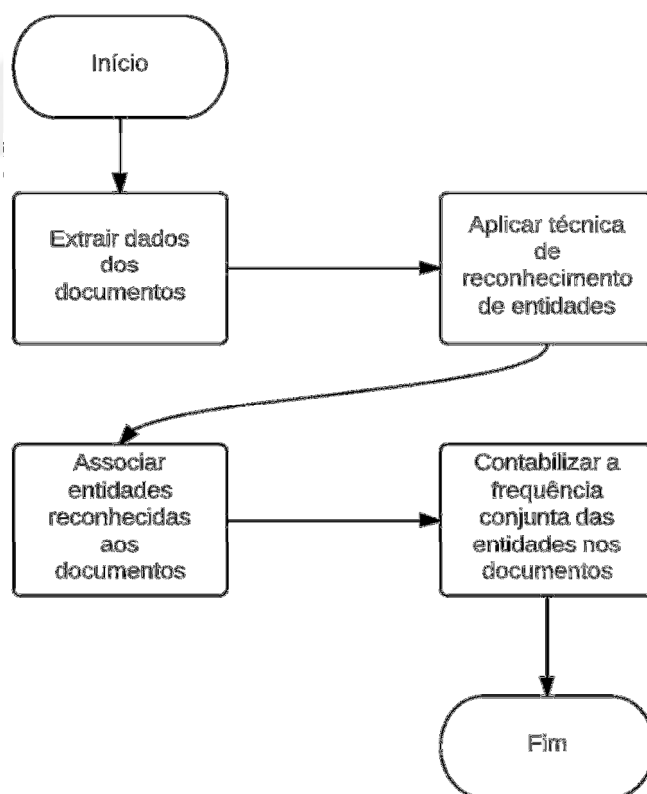 Início
Extrair dados
dos
documentos
Aplicar técnica
de
reconhecimento
de entidades
Associar
entidades
reconhecidas
aos
documentos
Contabilizar a
frequência
conjunta das
entidades nos
documentos
Fim